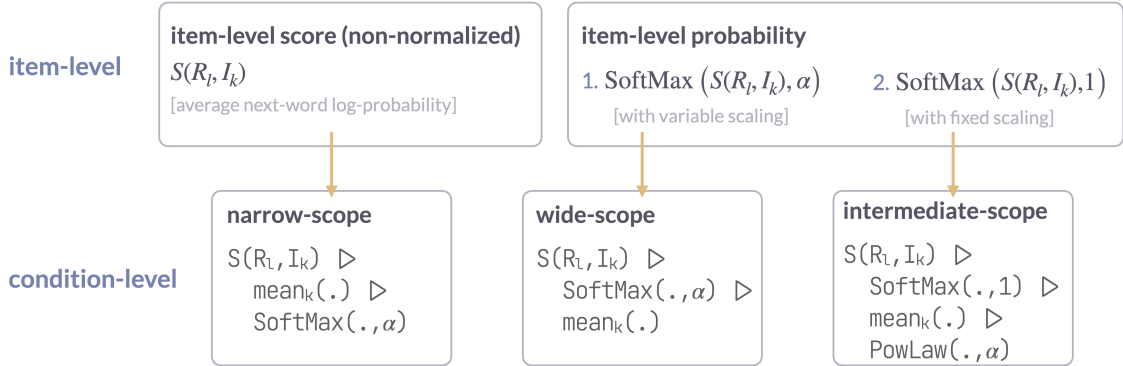 item-level
item-level score (non-normalized)
S(Rₗ, Iₖ)
[average next-word log-probability]
item-level probability
1. SoftMax (S(Rₗ, Iₖ), α)
[with variable scaling]
2. SoftMax (S(Rₗ, Iₖ),1)
[with fixed scaling]
condition-level
narrow-scope
S(Rₗ,Iₖ) ▷
meanₖ(.) ▷
SoftMax(.,α)
wide-scope
S(Rₗ,Iₖ) ▷
SoftMax(.,α) ▷
meanₖ(.)
intermediate-scope
S(Rₗ,Iₖ) ▷
SoftMax(.,1) ▷
meanₖ(.) ▷
PowLaw(.,α)